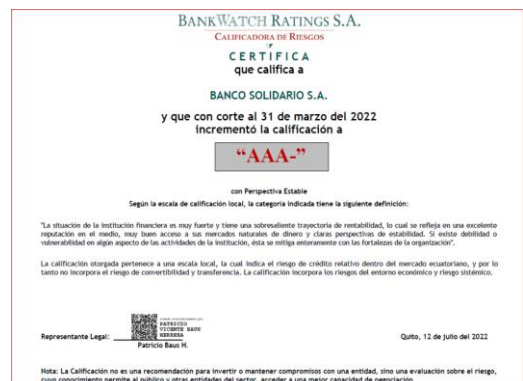 BANKWATCH RATINGS S.A.
CALIFICADORA DE RIESGOS
CERTIFICA
que califica a
BANCO SOLIDARIO S.A.
y que con corte al 31 de marzo del 2022
incrementó la calificación a
“AAA-”
con Perspectiva Estable
Según la escala de calificación local, la categoría indicada tiene la siguiente definición:
"La situación de la institución financiera es muy fuerte y tiene una sobresaliente trayectoria de rentabilidad, lo cual se refleja en una excelente
reputación en el medio, muy buen acceso a sus mercados naturales de dinero y claras perspectivas de estabilidad. Si existe debilidad o
vulnerabilidad en algún aspecto de las actividades de la institución, ésta se mitiga enteramente con las fortalezas de la organización".
La calificación otorgada pertenece a una escala local, la cual indica el riesgo de crédito relativo dentro del mercado ecuatoriano, y por lo
tanto no incorpora el riesgo de convertibilidad y transferencia. La calificación incorpora los riesgos del entorno económico y riesgo sistémico.
PATRICIO
VICENTE BAUS
HERRERA
Representante Legal:
Quito, 12 de julio del 2022
Patricio Baus H.
Nota: La Calificación no es una recomendación para invertir o mantener compromisos con una entidad, sino una evaluación sobre el riesgo,
cuyo conocimiento permite al público y otras entidades del sector, acceder a una mejor capacidad de negociación.